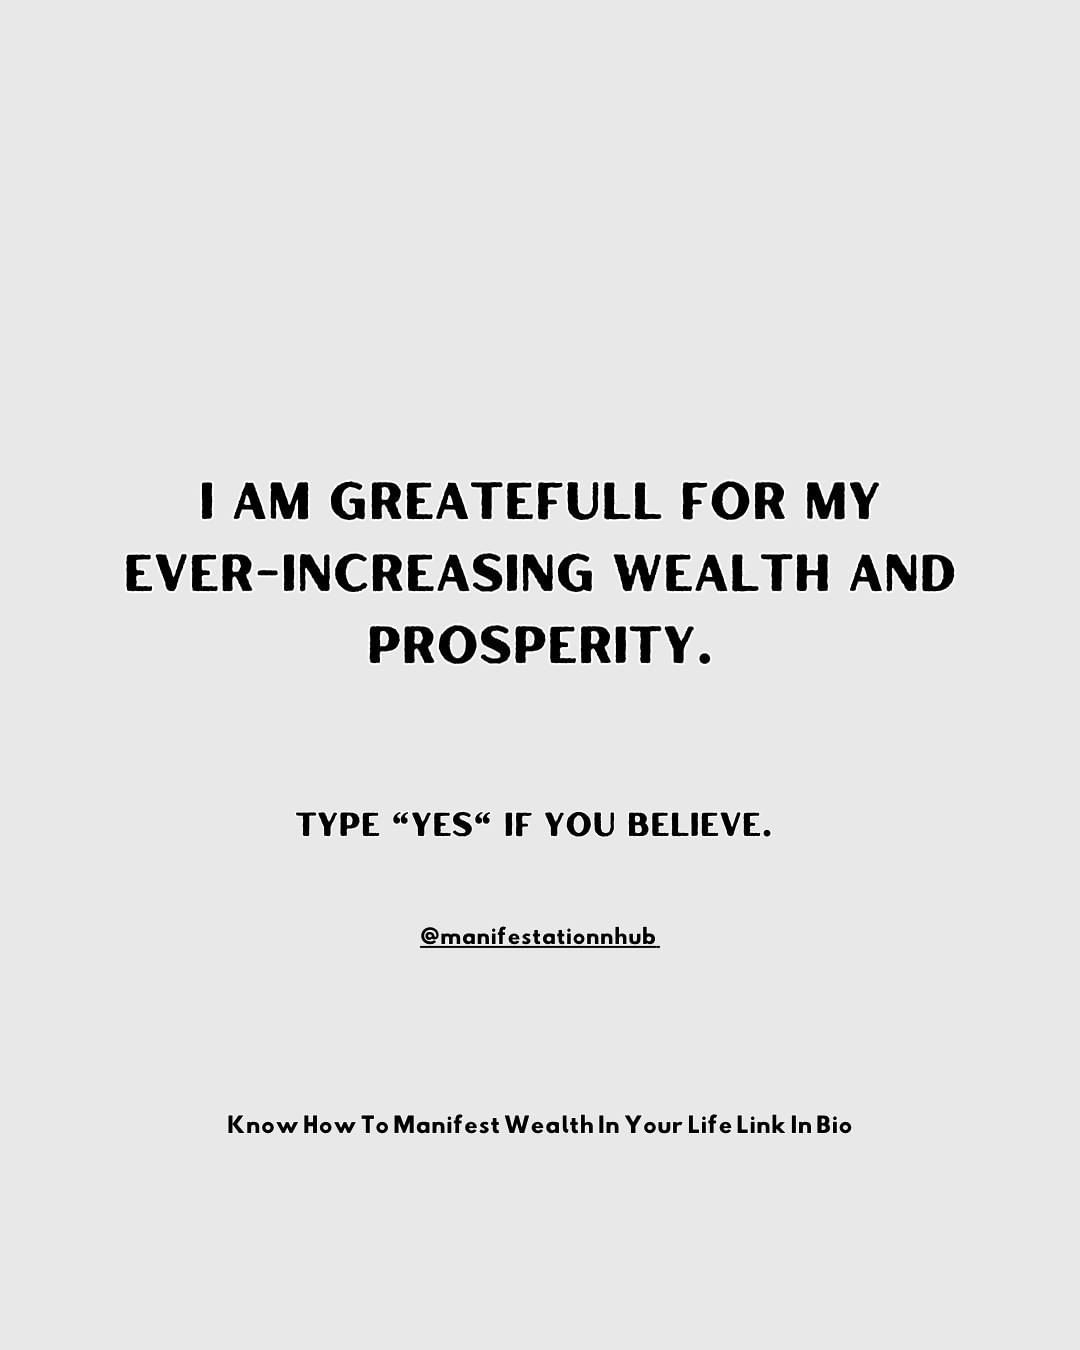 I AM GREATEFULL FOR MY
EVER-INCREASING WEALTH AND
PROSPERITY.
TYPE “YES“ IF YOU BELIEVE.
@manifestationnhub
Know How To Manifest Wealth In Your Life Link In Bio